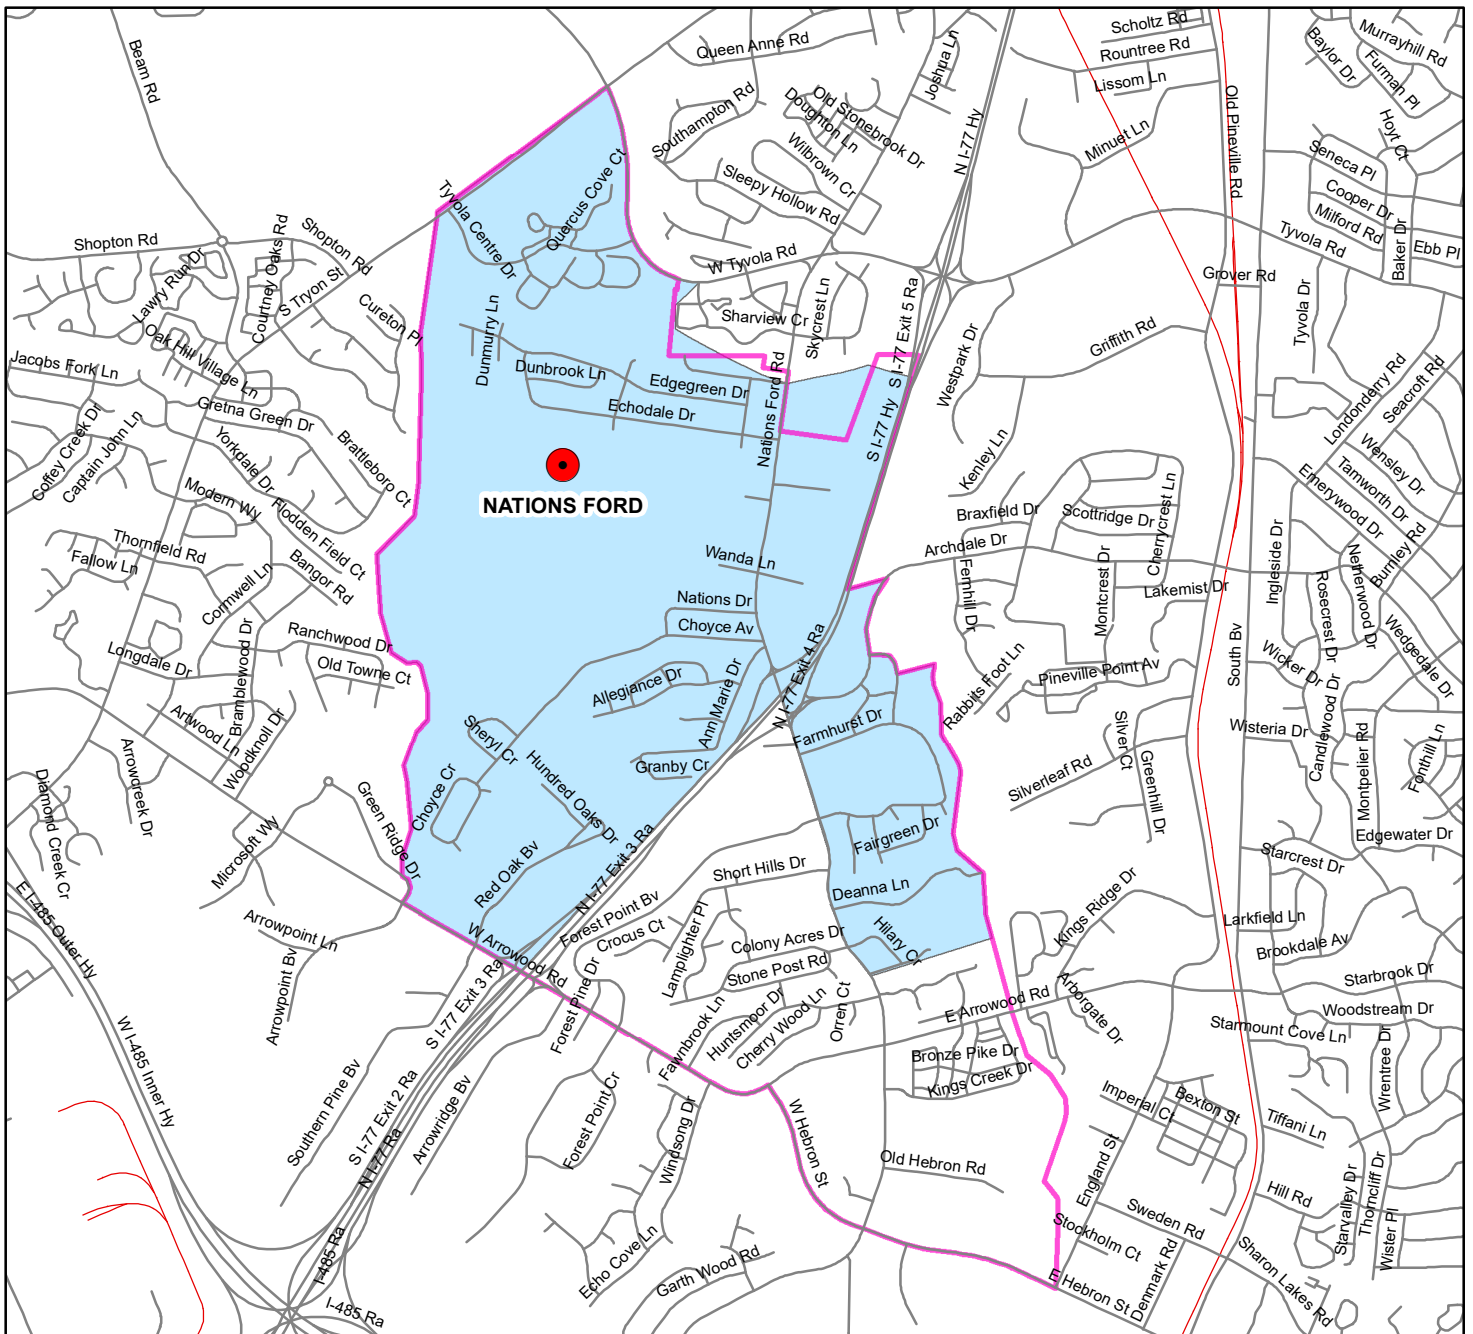 Beam Rd
Queen Anne Rd
Joshua Ln
Scholtz Rd
Rountree Rd
Lissom Ln
Murrayhill Rd
Baylor Dr
Furman Pl
Hoyt Ct
Southampton Rd
Old Stonebrook Dr
Doughton Ln
Wilbrown Cr
Sleepy Hollow Rd
N I-77 Hy
Minuet Ln
Old Pineville Rd
Seneca Pl
Cooper Dr
Milford Rd
Baker Dr
Ebb Pl
Tyvola Rd
Grover Rd
Tyvola Dr
Quercus Cove Ct
Tyvola Centre Dr
W Tyvola Rd
Shopton Rd
Lawry Run Dr
Courtney Oaks Rd
Shopton Rd
S Tryon St
Cureton Pl
Oak Hill Village Ln
Jacobs Fork Ln
Gretna Green Dr
Coffey Creek Dr
Captain John Ln
Yorkdale Dr
Brattleboro Ct
Modern Wy
Flodden Field Ct
Thornfield Rd
Fallow Ln
Bangor Rd
Cormwell Ln
Dunmurry Ln
Dunbrook Ln
Edgegreen Dr
Echodale Dr
Sharview Cr
Skycrest Ln
Nations Ford Rd
S I-77 Exit 5 Ra
S I-77 Hy
Westpark Dr
Griffith Rd
Kenley Ln
Londonderry Rd
Seacroft Rd
Wensley Dr
Tamworth Dr
Emerywood Dr
Burnley Rd
NATIONS FORD
Braxfield Dr
Scottridge Dr
Cherrycrest Ln
Archdale Dr
Fernhill Dr
Montcrest Dr
Lakemist Dr
Ingleside Dr
Netherwood Dr
Rosecrest Dr
Wedgedale Dr
Wanda Ln
Nations Dr
Choyce Av
Allegiance Dr
Ann Marie Dr
N I-77 Exit 4 Ra
Rabbits Foot Ln
Pineville Point Av
South Bv
Wicker Dr
Candlewood Dr
Wisteria Dr
Montpelier Rd
Fonthill Ln
Ranchwood Dr
Old Towne Ct
Longdale Dr
Bramblewood Dr
Artwood Ln
Woodknoll Dr
Arrowcreek Dr
Diamond Creek Cr
Sheryl Cr
Hundred Oaks Dr
Granby Cr
Farmhurst Dr
Choyce Cr
Green Ridge Dr
Microsoft Wy
Red Oak Bv
N I-77 Exit 3 Ra
Silver Ct
Silverleaf Rd
Greenhill Dr
Edgewater Dr
Starcrest Dr
Fairgreen Dr
Deanna Ln
Hilary Cr
Short Hills Dr
Forest Point Bv
Crocus Ct
Lamplighter Pl
Colony Acres Dr
Stone Post Rd
Kings Ridge Dr
Larkfield Ln
Brookdale Av
Starbrook Dr
E I-485 Outer Hy
Arrowpoint Ln
Arrowpoint Bv
W Arrowood Rd
S I-77 Exit 3 Ra
Forest Pine Dr
Fawnbrook Ln
Huntsmoor Dr
Cherry Wood Ln
Orren Ct
E Arrowood Rd
Arborgate Dr
Woodstream Dr
Starmount Cove Ln
Wrentree Dr
W I-485 Inner Hy
Southern Pine Bv
S I-77 Exit 2 Ra
N I-77 Ra
Arrowridge Bv
Forest Point Cr
Windsong Dr
Bronze Pike Dr
Kings Creek Dr
Imperial Ct
Bexton St
Tiffani Ln
W Hebron St
Old Hebron Rd
England St
Hill Rd
Starvalley Dr
Thorncliff Dr
Wister Pl
Sweden Rd
Stockholm Ct
Denmark Rd
Sharon Lakes Rd
E Hebron St
Echo Cove Ln
Garth Wood Rd
I-485 Ra
I-485 Ra